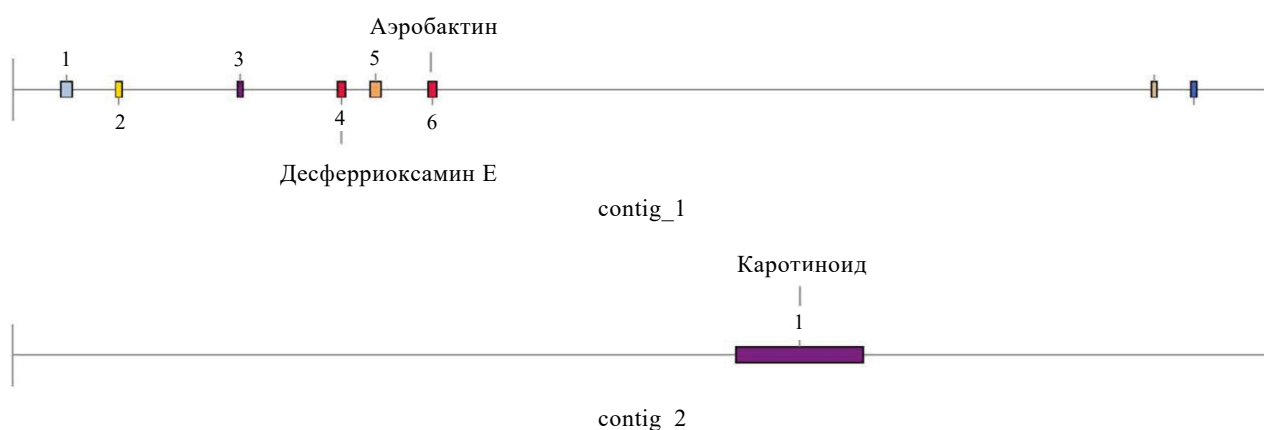 Аэробактин
1 3 5
2 4 6
Десферриоксамин Е
contig_1
Каротиноид
1
contig_2